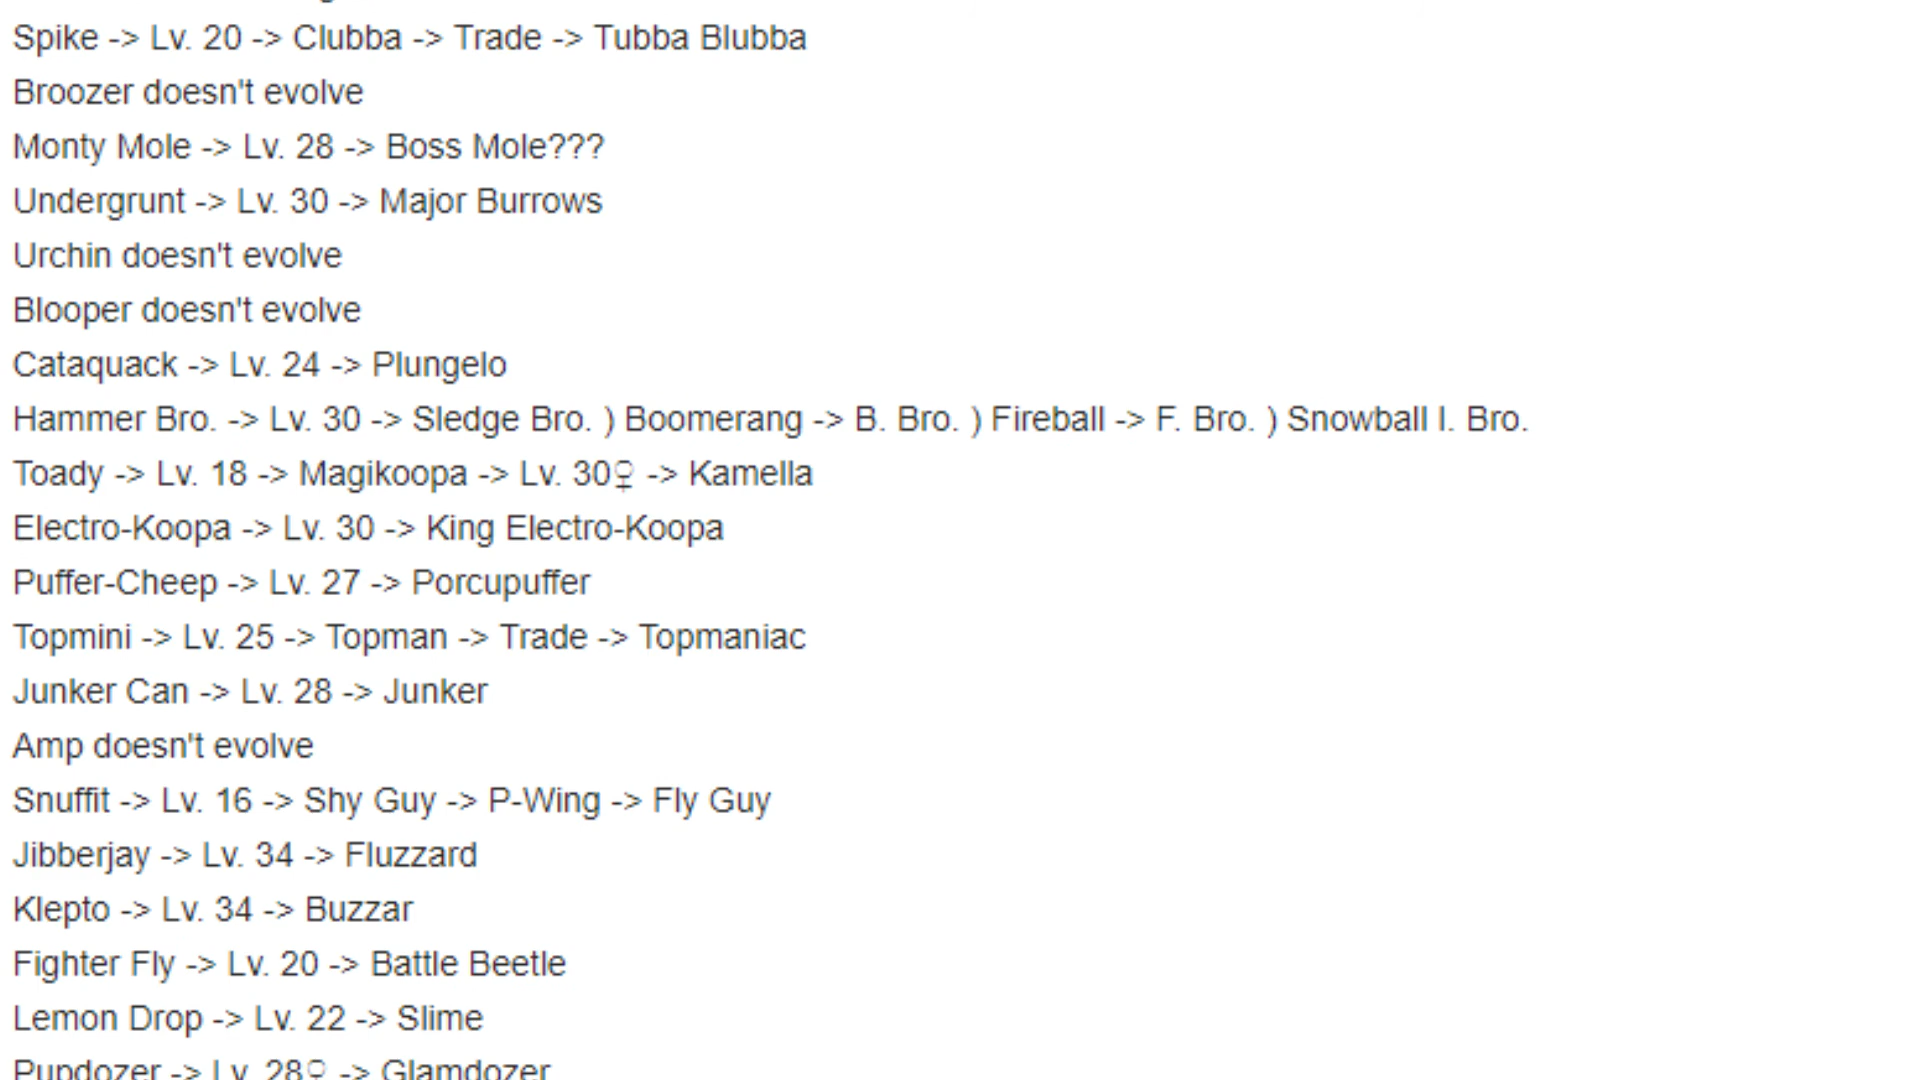 Spike -> Lv. 20 -> Clubba -> Trade -> Tubba Blubba
Broozer doesn't evolve
Monty Mole -> Lv. 28 -> Boss Mole???
Undergrunt -> Lv. 30 -> Major Burrows
Urchin doesn't evolve
Blooper doesn't evolve
Cataquack -> Lv. 24 -> Plungelo
Hammer Bro. -> Lv. 30 -> Sledge Bro. ) Boomerang -> B. Bro. ) Fireball -> F. Bro. ) Snowball I. Bro.
Toady -> Lv. 18 -> Magikoopa -> Lv. 30♀ -> Kamella
Electro-Koopa -> Lv. 30 -> King Electro-Koopa
Puffer-Cheep -> Lv. 27 -> Porcupuffer
Topmini -> Lv. 25 -> Topman -> Trade -> Topmaniac
Junker Can -> Lv. 28 -> Junker
Amp doesn't evolve
Snuffit -> Lv. 16 -> Shy Guy -> P-Wing -> Fly Guy
Jibberjay -> Lv. 34 -> Fluzzard
Klepto -> Lv. 34 -> Buzzar
Fighter Fly -> Lv. 20 -> Battle Beetle
Lemon Drop -> Lv. 22 -> Slime
Pupdozer -> Lv. 28♀ -> Glamdozer